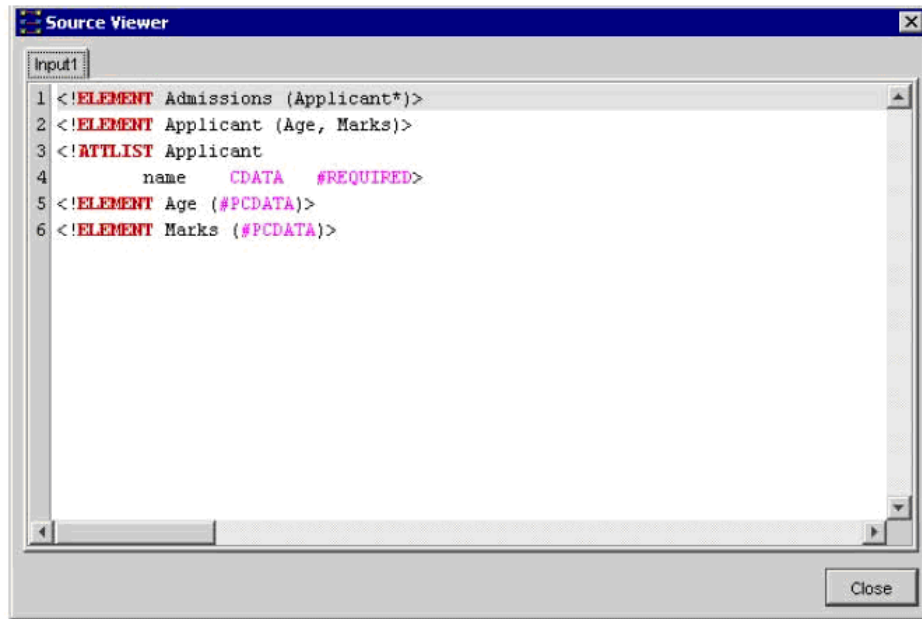 Source Viewer
Input1
1 <!ELEMENT Admissions (Applicant*)>
2 <!ELEMENT Applicant (Age, Marks)>
3 <!ATTLIST Applicant
4 name CDATA #REQUIRED>
5 <!ELEMENT Age (#PCDATA)>
6 <!ELEMENT Marks (#PCDATA)>
Close